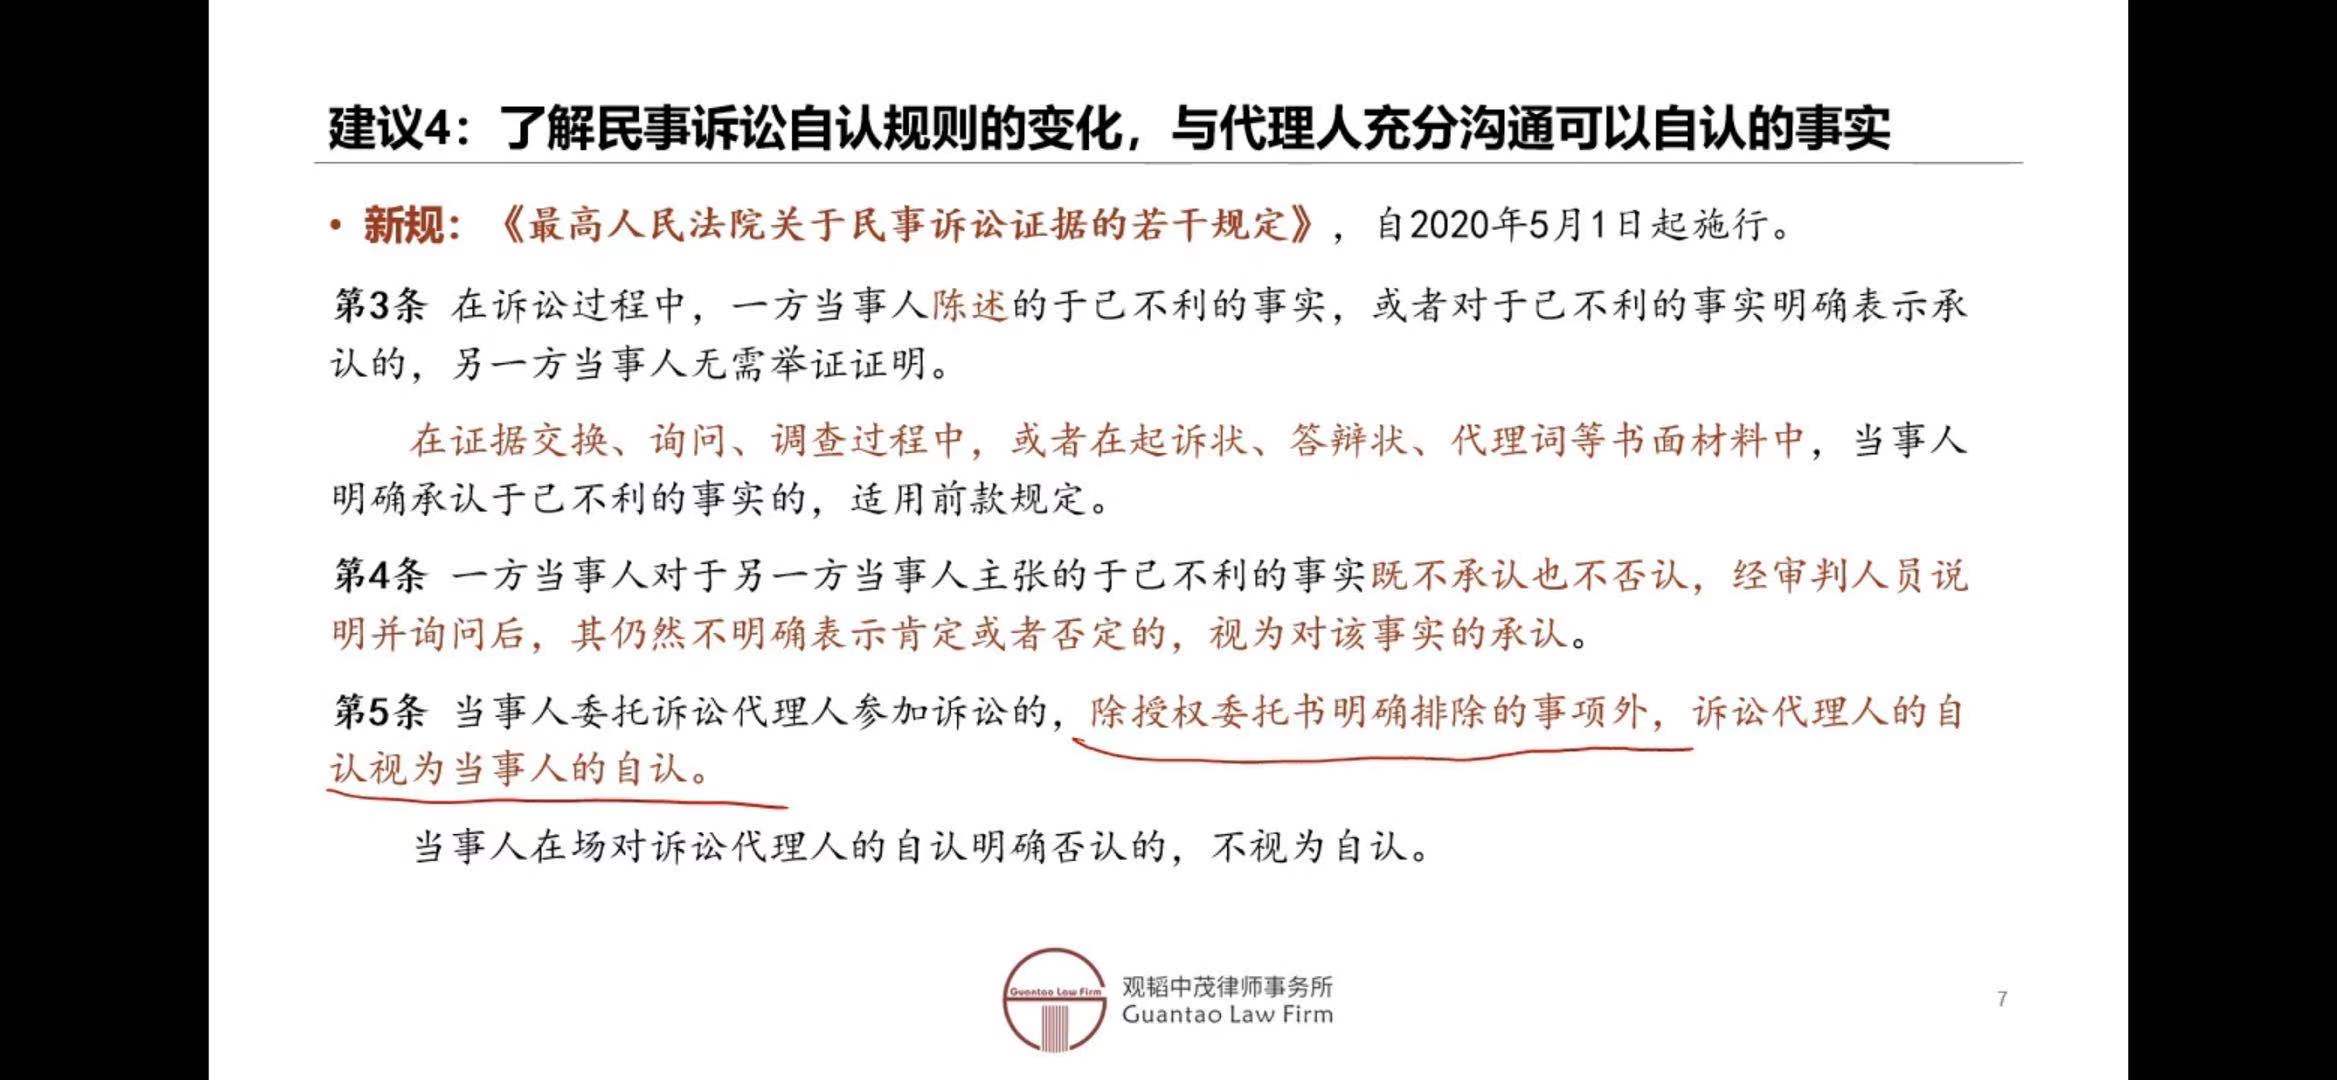 建议4：了解民事诉讼自认规则的变化，与代理人充分沟通可以自认的事实
• 新规：《最高人民法院关于民事诉讼证据的若干规定》，自2020年5月1日起施行。
第3条 在诉讼过程中，一方当事人陈述的于己不利的事实，或者对于己不利的事实明确表示承
认的，另一方当事人无需举证证明。
在证据交换、询问、调查过程中，或者在起诉状、答辩状、代理词等书面材料中，当事人
明确承认于己不利的事实的，适用前款规定。
第4条 一方当事人对于另一方当事人主张的于己不利的事实既不承认也不否认，经审判人员说
明并询问后，其仍然不明确表示肯定或者否定的，视为对该事实的承认。
第5条 当事人委托诉讼代理人参加诉讼的，除授权委托书明确排除的事项外，诉讼代理人的自
认视为当事人的自认。
当事人在场对诉讼代理人的自认明确否认的，不视为自认。
Guantao Law Firm
观韬中茂律师事务所
Guantao Law Firm
7